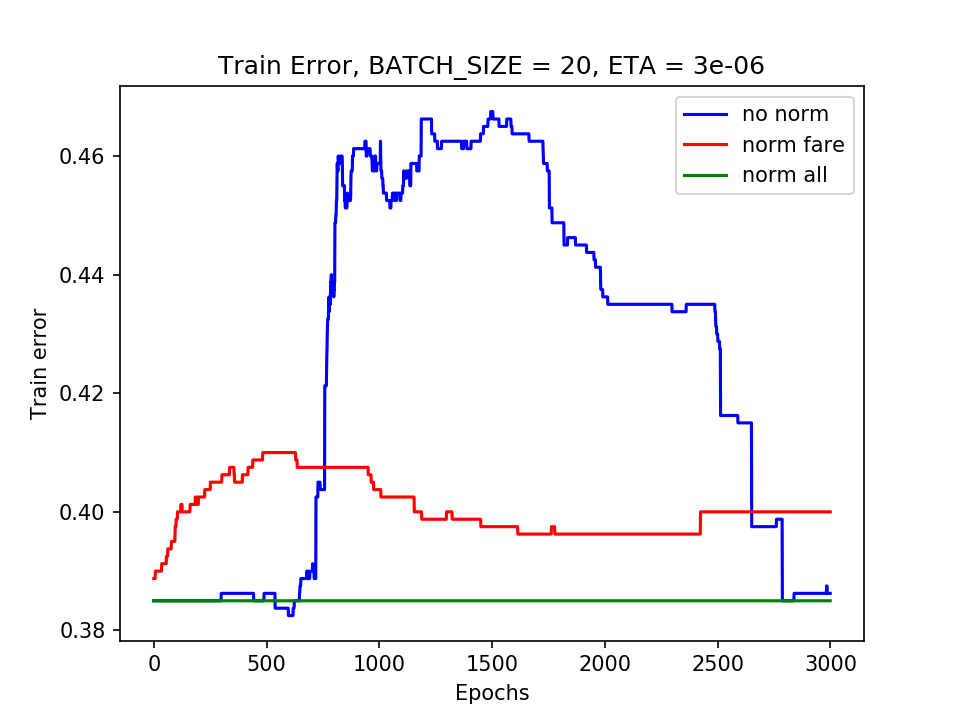 Train Error, BATCH_SIZE = 20, ETA = 3e-06
no norm
norm fare
norm all
Train error
0.46
0.44
0.42
0.40
0.38
0 500 1000 1500 2000 2500 3000
Epochs